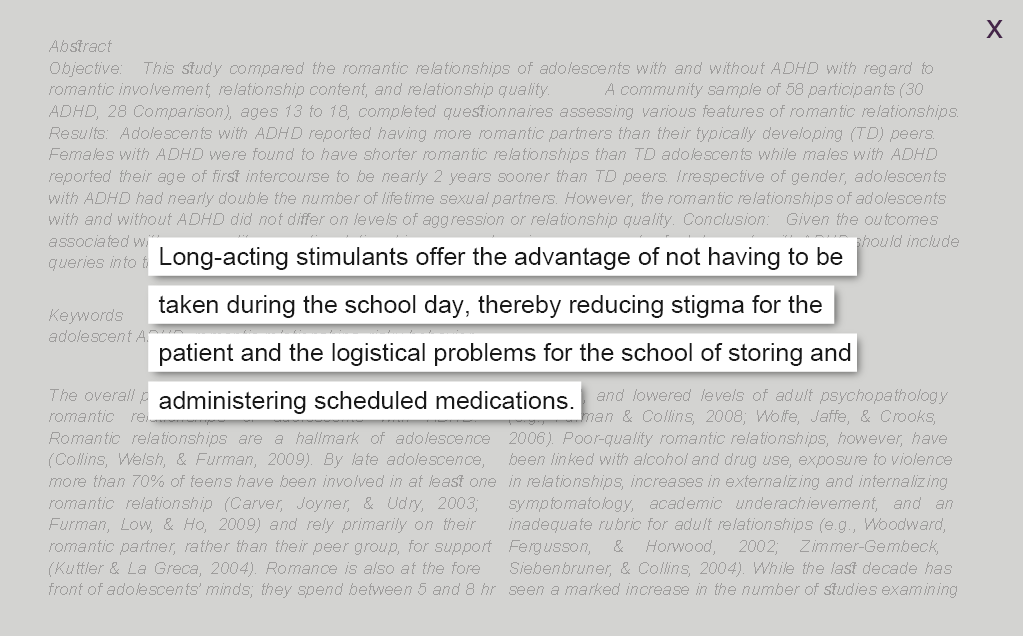 X
Abstract
Objective: This study compared the romantic relationships of adolescents with and without ADHD with regard to
romantic involvement, relationship content, and relationship quality. A community sample of 58 participants (30
ADHD, 28 Comparison), ages 13 to 18, completed questionnaires assessing various features of romantic relationships.
Results: Adolescents with ADHD reported having more romantic partners than their typically developing (TD) peers.
Females with ADHD were found to have shorter romantic relationships than TD adolescents while males with ADHD
reported their age of first intercourse to be nearly 2 years sooner than TD peers. Irrespective of gender, adolescents
with ADHD had nearly double the number of lifetime sexual partners. However, the romantic relationships of adolescents
with and without ADHD did not differ on levels of aggression or relationship quality. Conclusion: Given the outcomes
associated should include
queries into
Long-acting stimulants offer the advantage of not having to be
taken during the school day, thereby reducing stigma for the
patient and the logistical problems for the school of storing and
administering scheduled medications.
Keywords
adolescent
The overall
romantic
Romantic relationships are a hallmark of adolescence
(Collins, Welsh, & Furman, 2009). By late adolescence,
more than 70% of teens have been involved in at least one
romantic relationship (Carver, Joyner, & Udry, 2003;
Furman, Low, & Ho, 2009) and rely primarily on their
romantic partner, rather than their peer group, for support
(Kuttler & La Greca, 2004). Romance is also at the fore
front of adolescents' minds; they spend between 5 and 8 hr
and lowered levels of adult psychopathology
& Collins, 2008; Wolfe, Jaffe, & Crooks,
2006). Poor-quality romantic relationships, however, have
been linked with alcohol and drug use, exposure to violence
in relationships, increases in externalizing and internalizing
symptomatology, academic underachievement, and an
inadequate rubric for adult relationships (e.g., Woodward,
Fergusson, & Horwood, 2002; Zimmer-Gembeck,
Siebenbruner, & Collins, 2004). While the last decade has
seen a marked increase in the number of studies examining